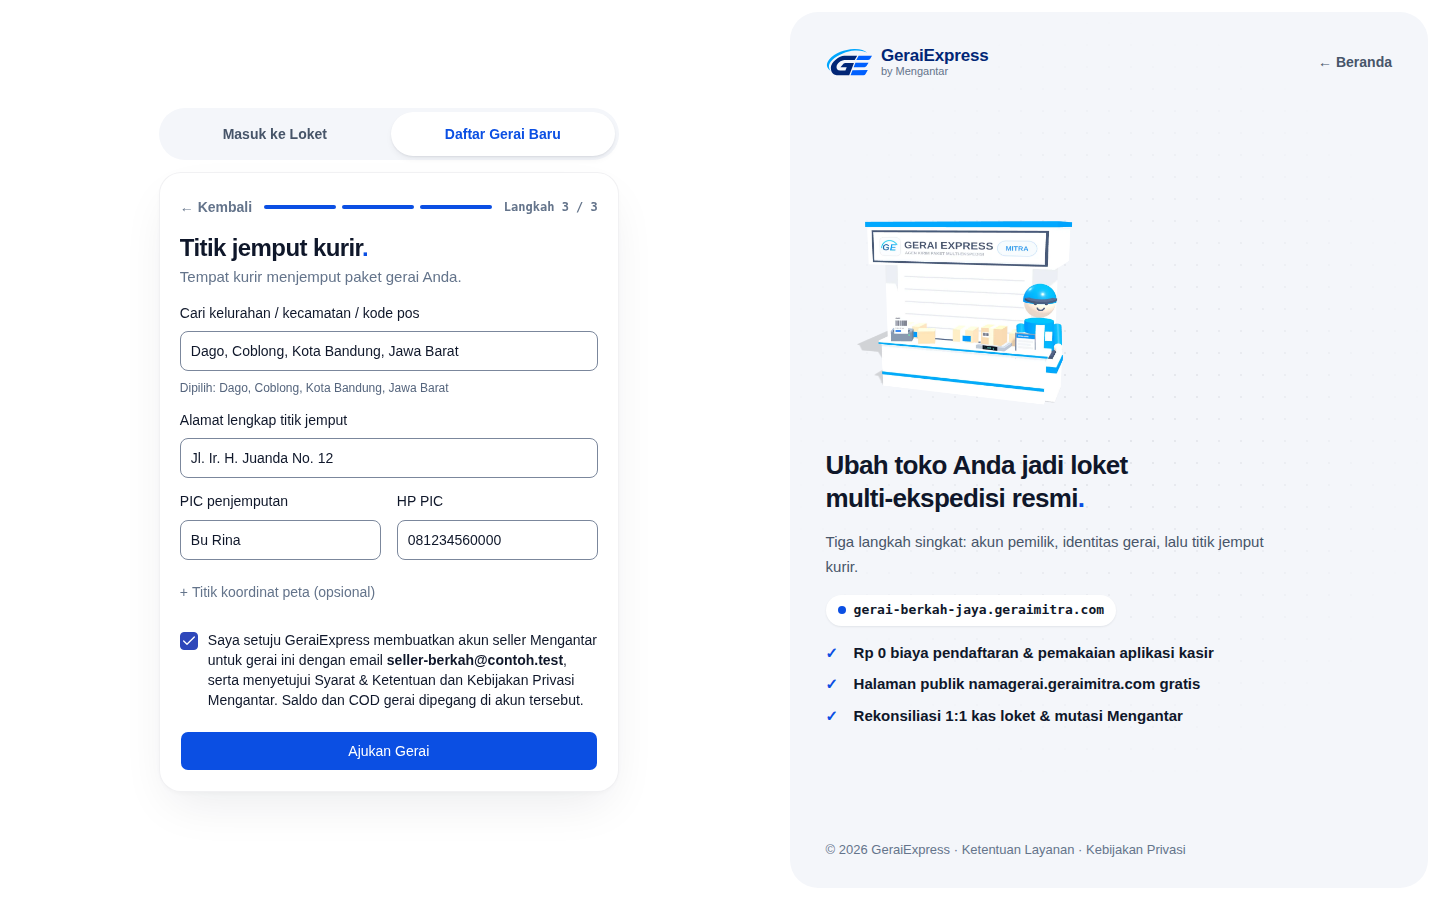 Masuk ke Loket
Daftar Gerai Baru
← Kembali
Langkah 3 / 3
Titik jemput kurir.
Tempat kurir menjemput paket gerai Anda.
Cari kelurahan / kecamatan / kode pos
Dago, Coblong, Kota Bandung, Jawa Barat
Dipilih: Dago, Coblong, Kota Bandung, Jawa Barat
Alamat lengkap titik jemput
Jl. Ir. H. Juanda No. 12
PIC penjemputan
HP PIC
Bu Rina
081234560000
+ Titik koordinat peta (opsional)
Saya setuju GeraiExpress membuatkan akun seller Mengantar
untuk gerai ini dengan email seller-berkah@contoh.test,
serta menyetujui Syarat & Ketentuan dan Kebijakan Privasi
Mengantar. Saldo dan COD gerai dipegang di akun tersebut.
Ajukan Gerai
GE
GeraiExpress
by Mengantar
← Beranda
GE
GERAI EXPRESS
MITRA
Ubah toko Anda jadi loket
multi-ekspedisi resmi.
Tiga langkah singkat: akun pemilik, identitas gerai, lalu titik jemput
kurir.
gerai-berkah-jaya.geraimitra.com
✓ Rp 0 biaya pendaftaran & pemakaian aplikasi kasir
✓ Halaman publik namagerai.geraimitra.com gratis
✓ Rekonsiliasi 1:1 kas loket & mutasi Mengantar
© 2026 GeraiExpress · Ketentuan Layanan · Kebijakan Privasi